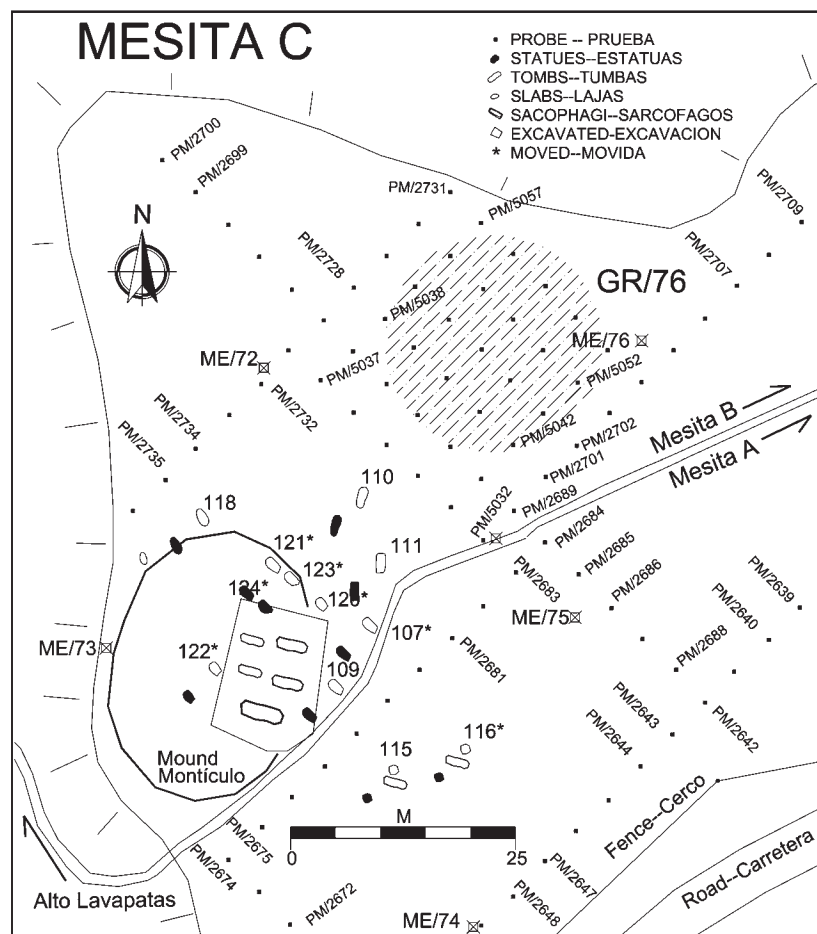 MESITA C
PROBE -- PRUEBA
STATUES--ESTATUAS
TOMBS--TUMBAS
SLABS--LAJAS
SACOPHAGI--SARCOFAGOS
EXCAVATED-EXCAVACION
* MOVED--MOVIDA
PM/2700
PM/2699
PM/2731
PM/5057
PM/2709
N
PM/2728
PM/2707
GR/76
PM/5038
ME/76
ME/72
PM/5037
PM/5052
PM/2732
PM/2734
PM/5042
PM/2702
Mesita B
PM/2735
PM/2701
Mesita A
110
PM/2689
118
PM/5032
PM/2684
121*
111
PM/2685
123*
PM/2683
PM/2686
PM/2639
124*
120*
ME/75
PM/2640
107*
PM/2688
ME/73
122*
PM/2681
109
PM/2643
PM/2642
116*
PM/2644
115
Mound
Montículo
Fence--Cerco
M
0
25
PM/2675
PM/2674
Road--Carretera
Alto Lavapatas
PM/2672
PM/2647
PM/2648
ME/74